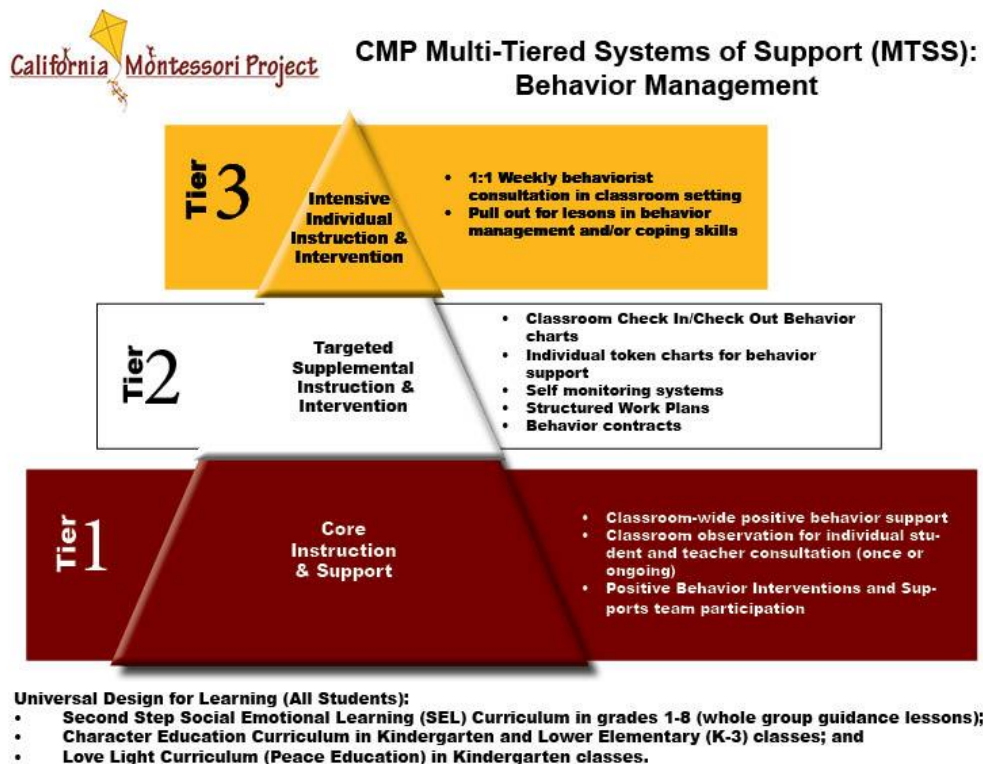 California Montessori Project
CMP Multi-Tiered Systems of Support (MTSS):
Behavior Management
Tier 3
Intensive
Individual
Instruction &
Intervention
• 1:1 Weekly behaviorist
consultation in classroom setting
• Pull out for lesons in behavior
management and/or coping skills
Tier 2
Targeted
Supplemental
Instruction &
Intervention
• Classroom Check In/Check Out Behavior
charts
• Individual token charts for behavior
support
• Self monitoring systems
• Structured Work Plans
• Behavior contracts
Tier 1
Core
Instruction
& Support
• Classroom-wide positive behavior support
• Classroom observation for individual stu-
dent and teacher consultation (once or
ongoing)
• Positive Behavior Interventions and Sup-
ports team participation
Universal Design for Learning (All Students):
• Second Step Social Emotional Learning (SEL) Curriculum in grades 1-8 (whole group guidance lessons);
• Character Education Curriculum in Kindergarten and Lower Elementary (K-3) classes; and
• Love Light Curriculum (Peace Education) in Kindergarten classes.